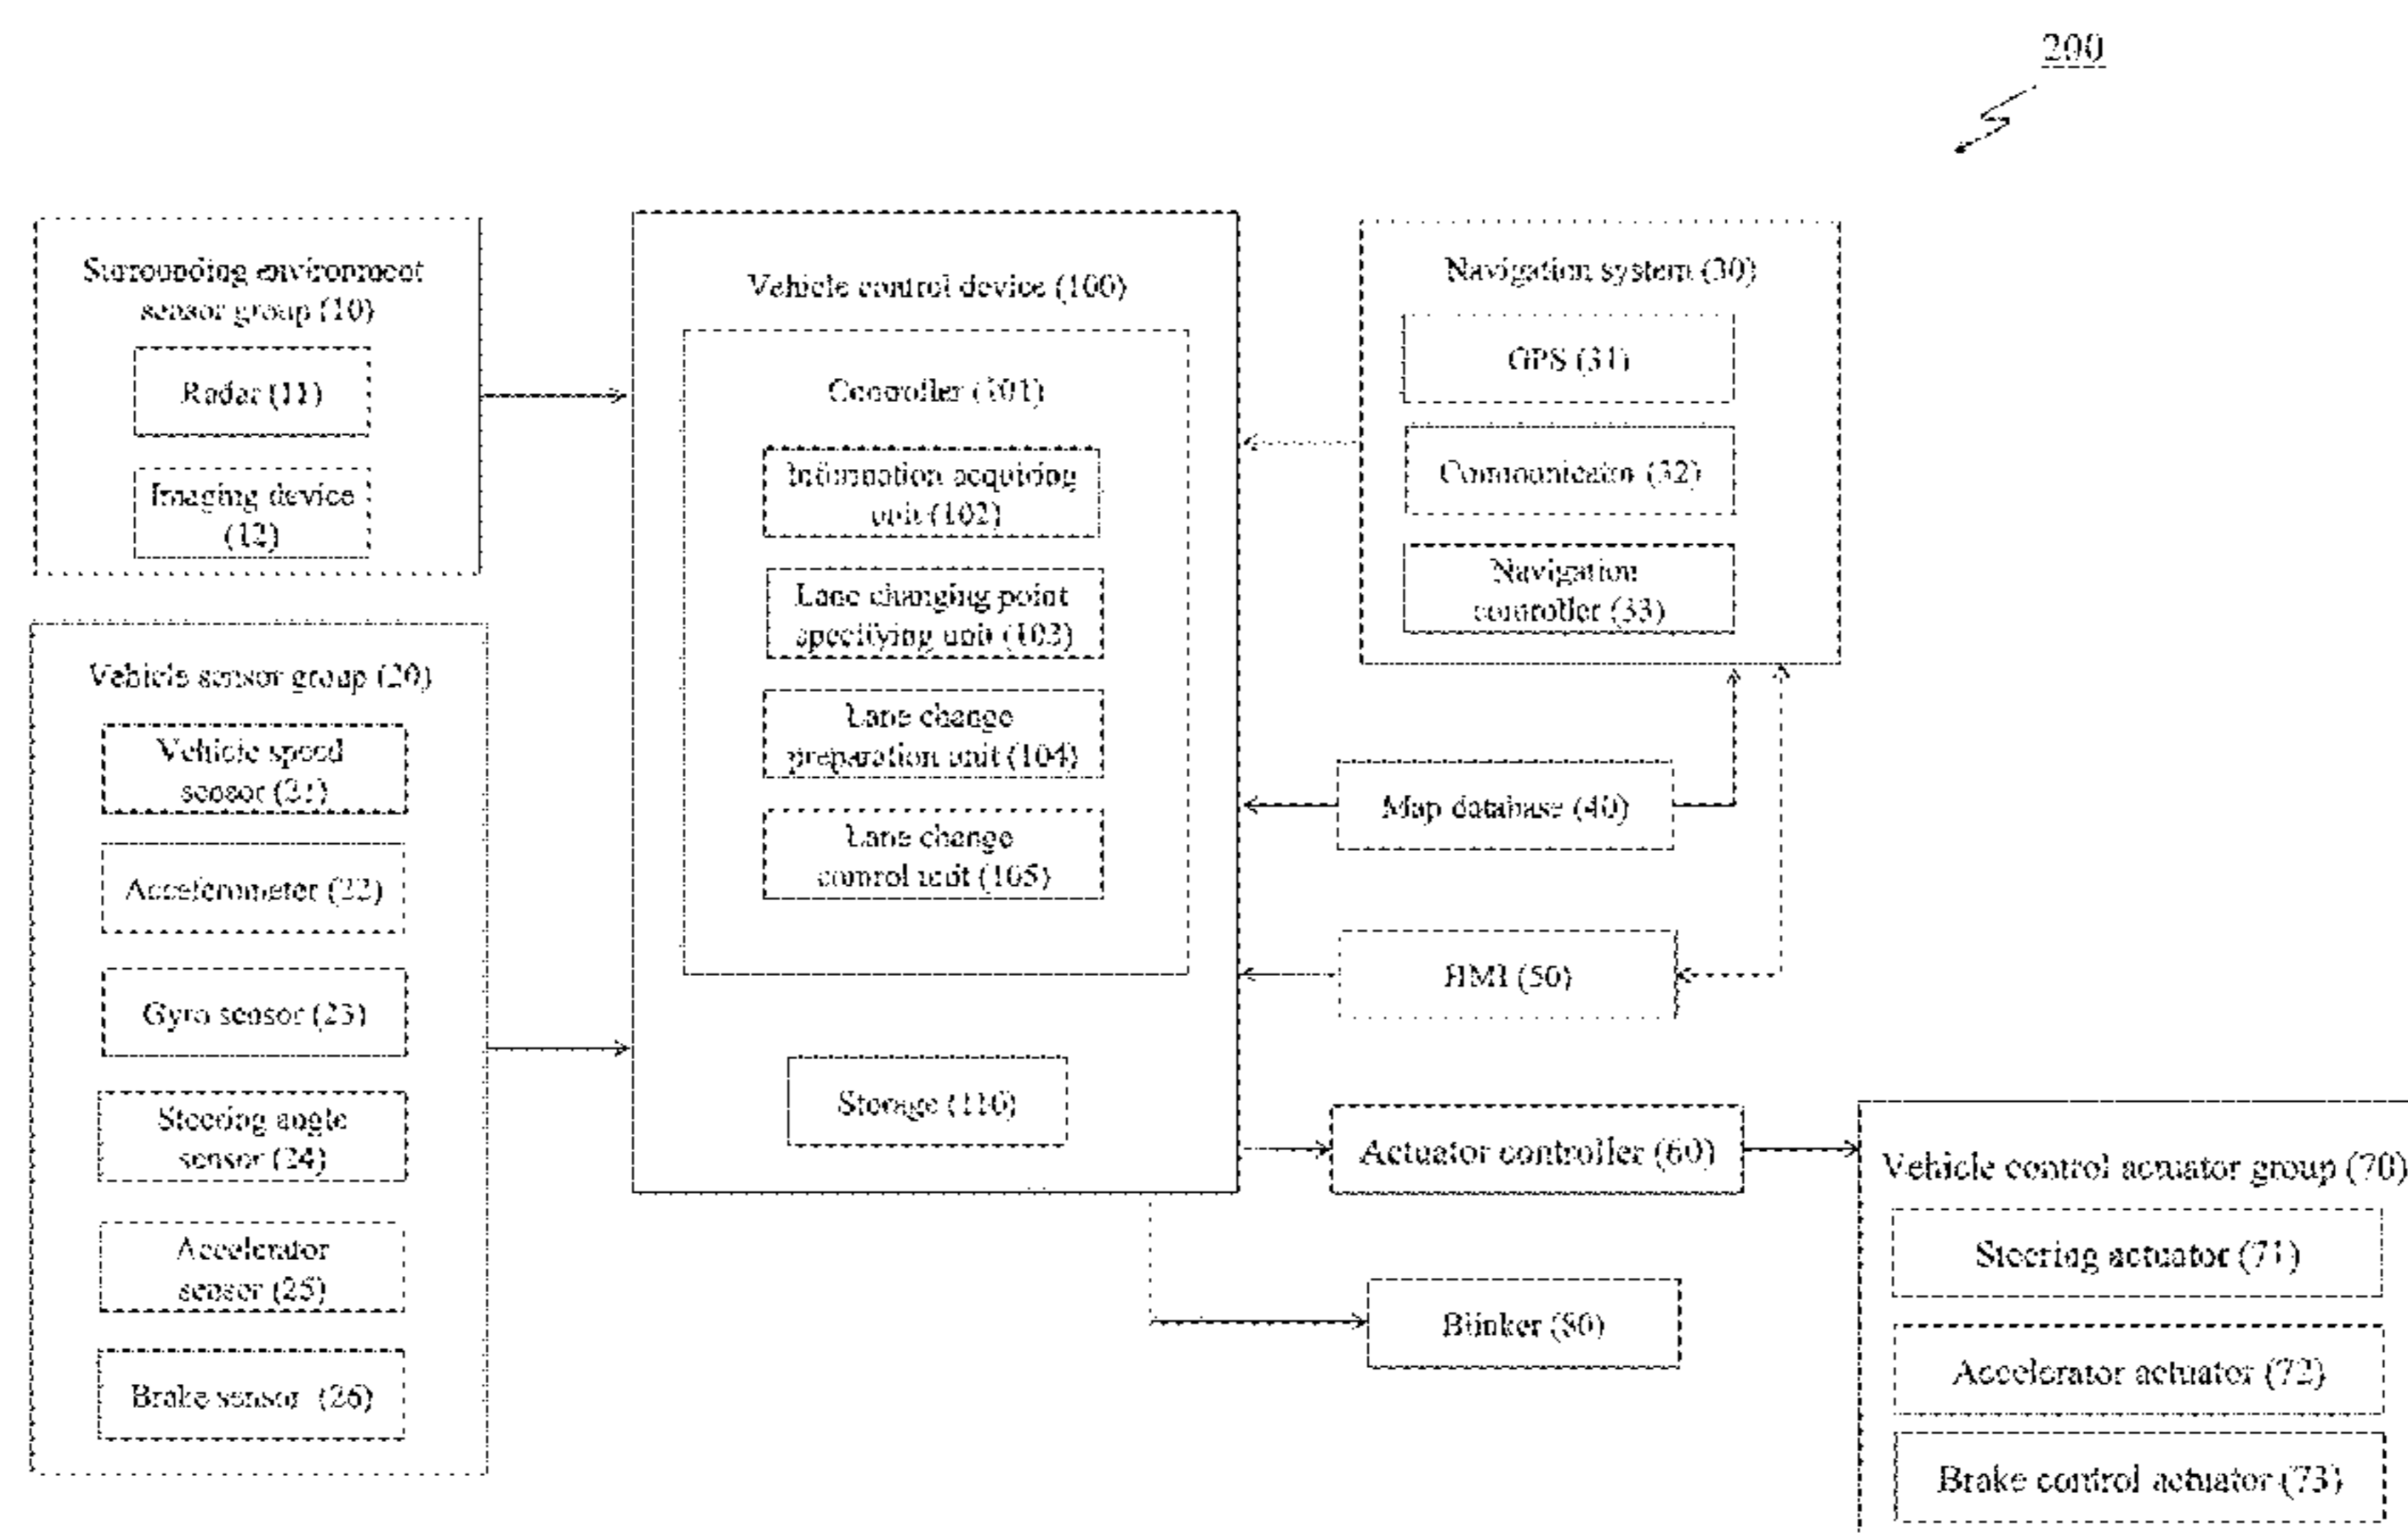 200
Surrounding environment
sensor group (10)
Radar (11)
Imaging device
(12)
Vehicle sensor group (20)
Vehicle speed
sensor (21)
Accelerometer (22)
Gyro sensor (23)
Steering angle
sensor (24)
Accelerator
sensor (25)
Brake sensor (26)
Vehicle control device (100)
Controller (101)
Information acquiring
unit (102)
Lane changing point
specifying unit (103)
Lane change
preparation unit (104)
Lane change
control unit (105)
Storage (110)
Navigation system (30)
GPS (31)
Communicator (32)
Navigation
controller (33)
Map database (40)
HMI (50)
Actuator controller (60)
Blinker (80)
Vehicle control actuator group (70)
Steering actuator (71)
Accelerator actuator (72)
Brake control actuator (73)